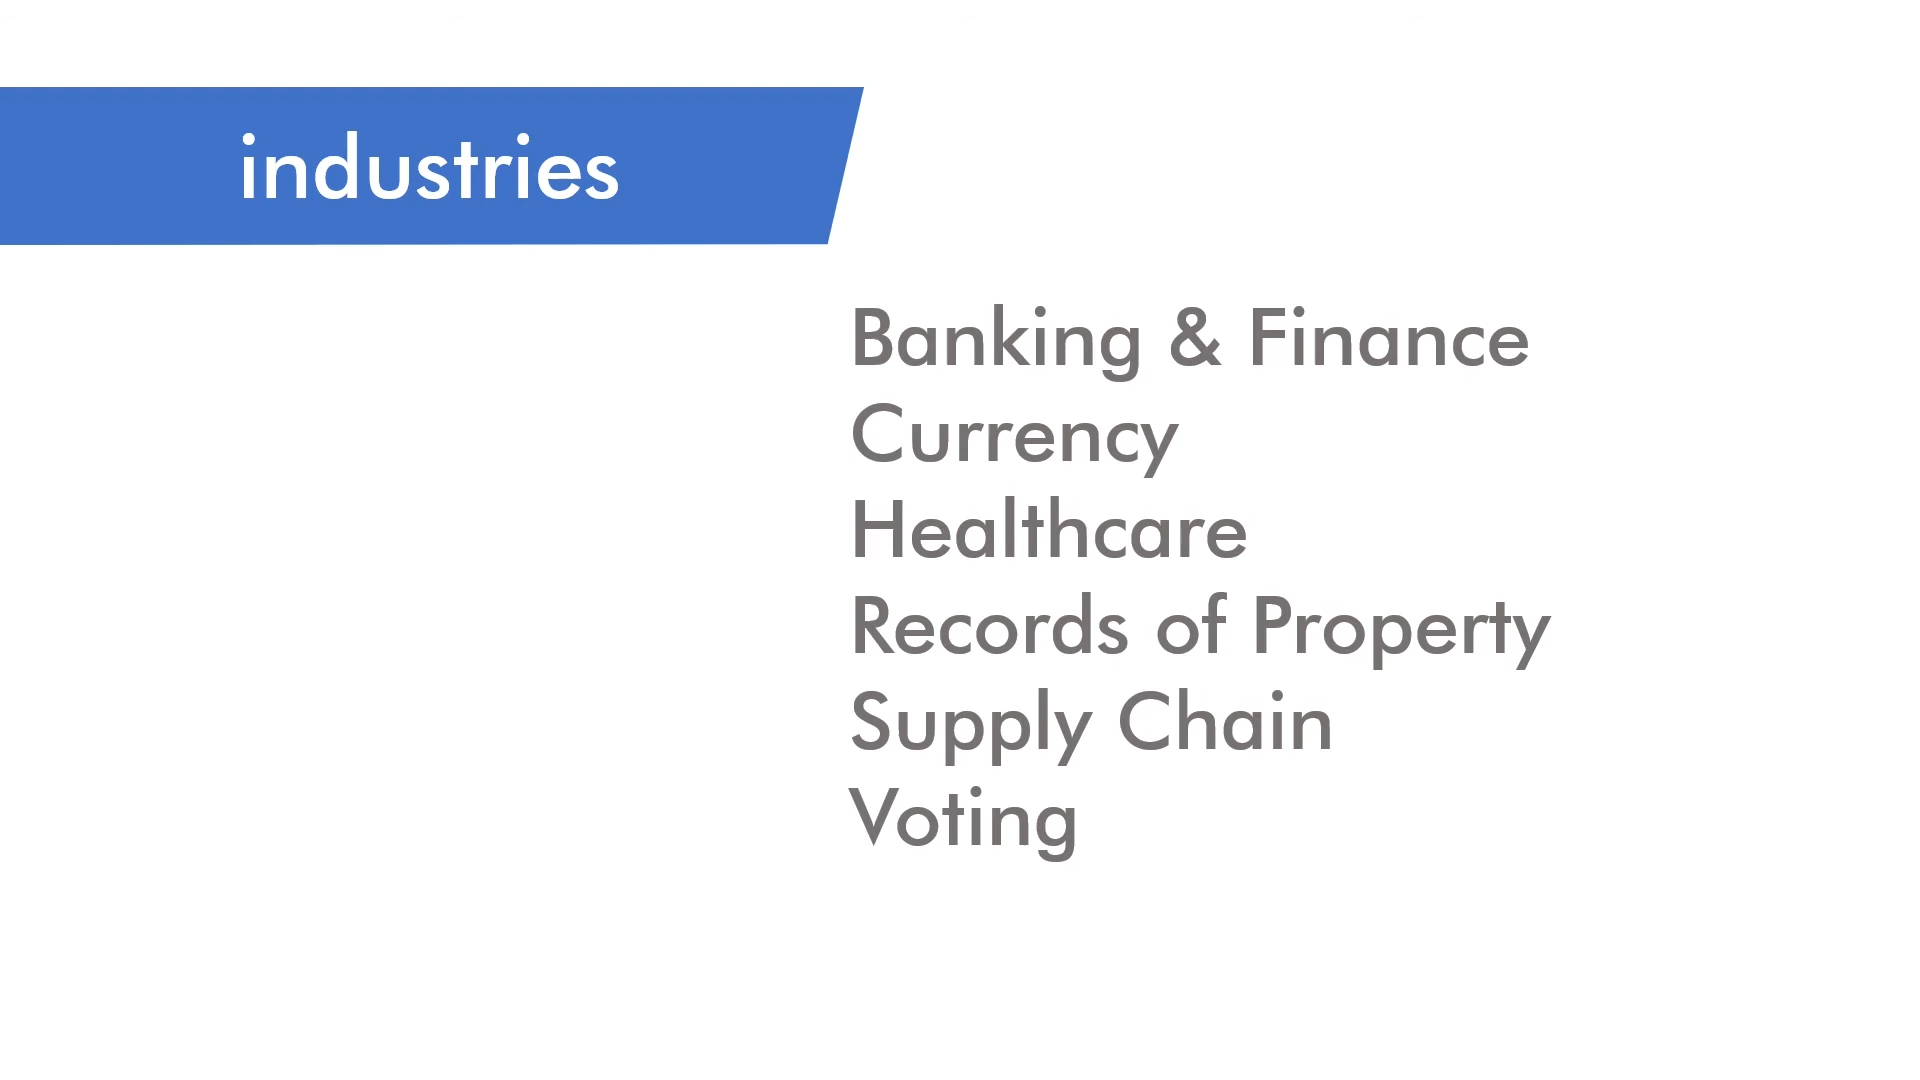 industries
Banking & Finance
Currency
Healthcare
Records of Property
Supply Chain
Voting